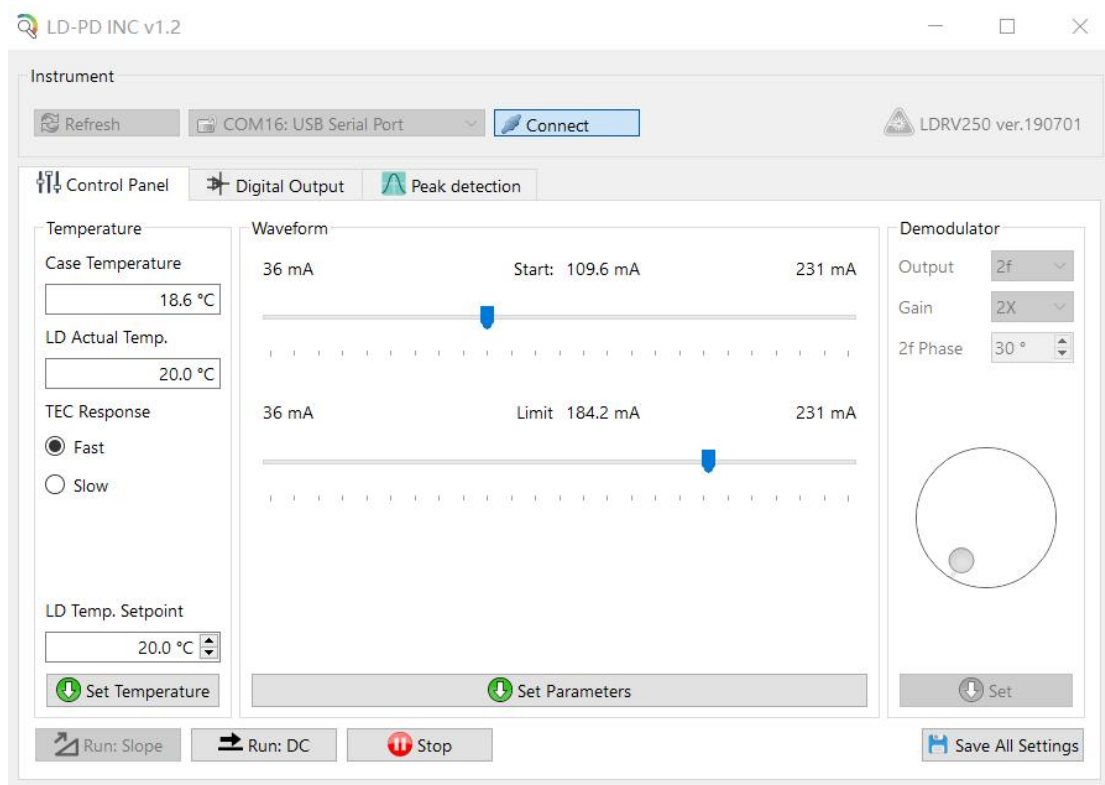 LD-PD INC v1.2
Instrument
Refresh
COM16: USB Serial Port
Connect
LDRV250 ver.190701
Control Panel
Digital Output
Peak detection
Temperature
Case Temperature
18.6 °C
LD Actual Temp.
20.0 °C
TEC Response
Fast
Slow
LD Temp. Setpoint
20.0 °C
Set Temperature
Waveform
36 mA Start: 109.6 mA 231 mA
36 mA Limit 184.2 mA 231 mA
Set Parameters
Demodulator
Output 2f
Gain 2X
2f Phase 30 °
Set
Run: Slope
Run: DC
Stop
Save All Settings